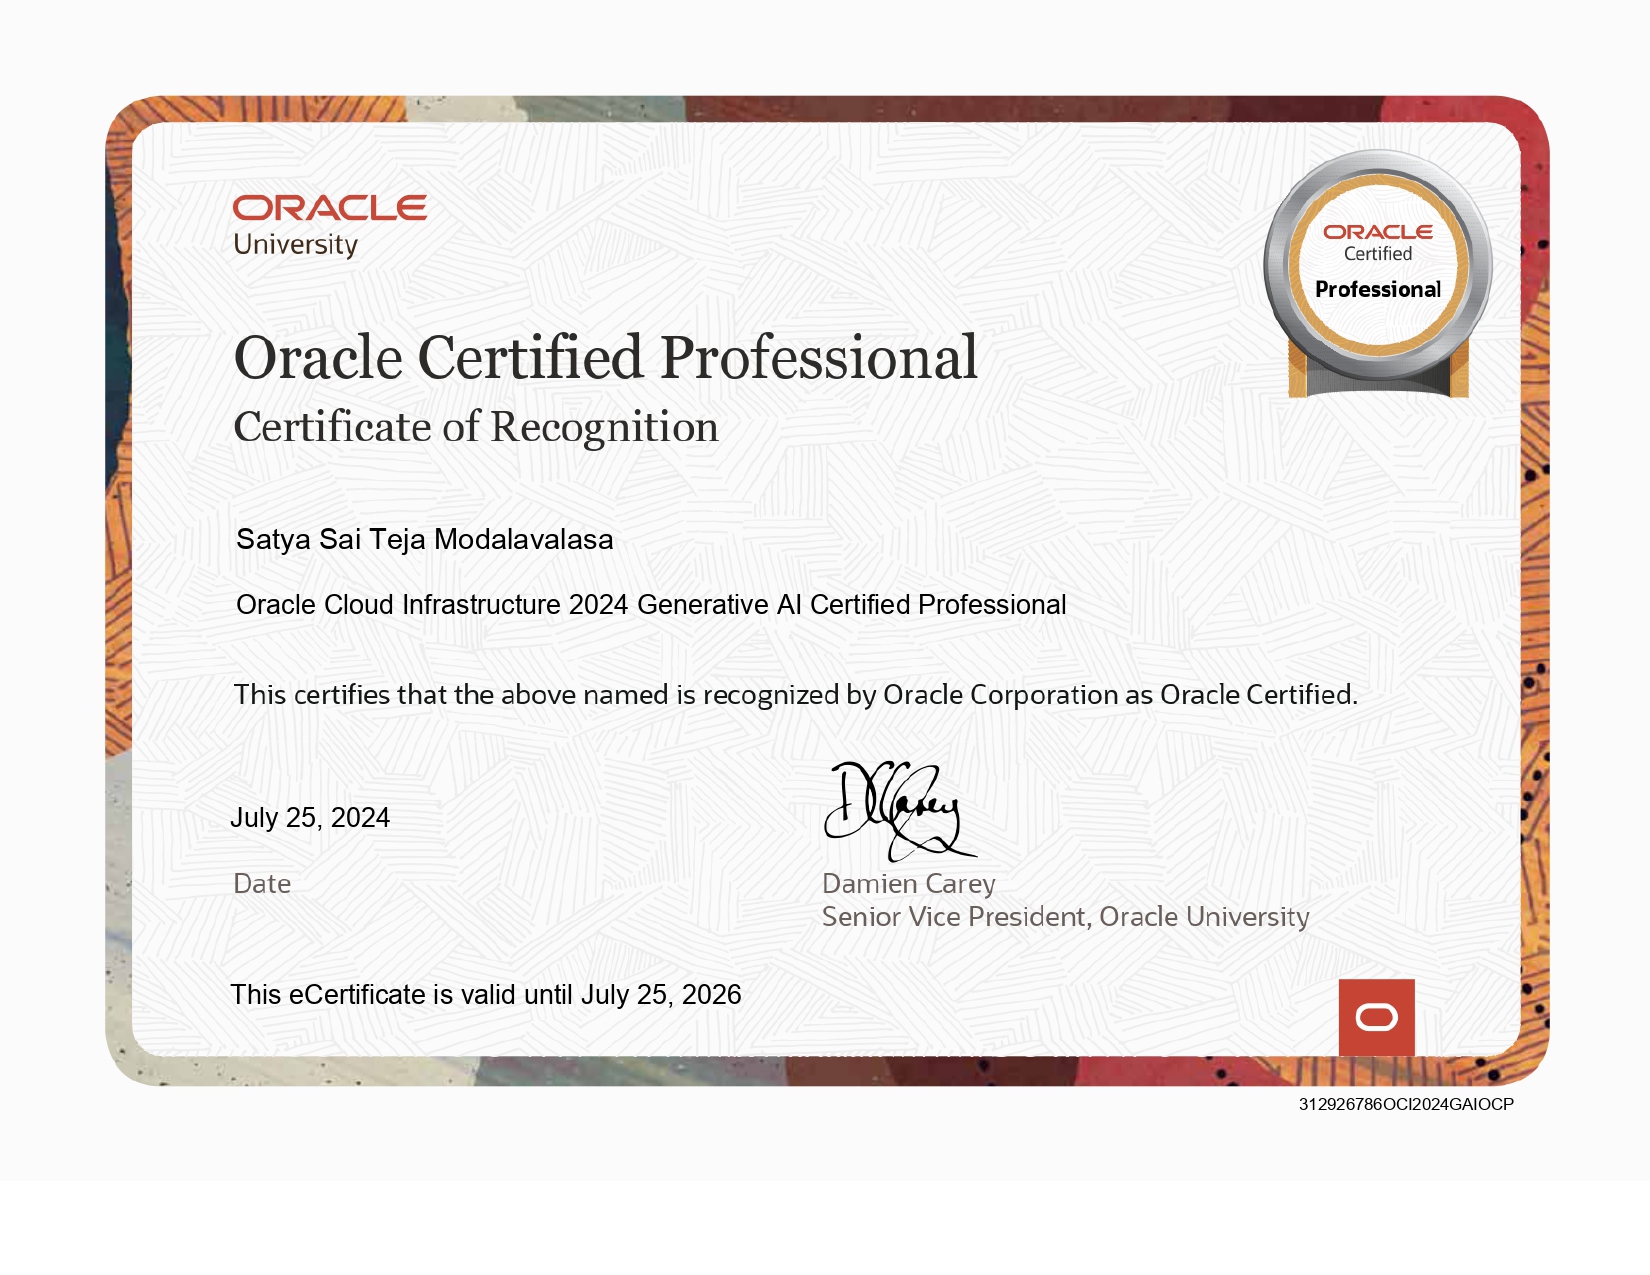 ORACLE
University
ORACLE
Certified
Professional
Oracle Certified Professional
Certificate of Recognition
Satya Sai Teja Modalavalasa
Oracle Cloud Infrastructure 2024 Generative AI Certified Professional
This certifies that the above named is recognized by Oracle Corporation as Oracle Certified.
July 25, 2024
Date
DCarey
Damien Carey
Senior Vice President, Oracle University
This eCertificate is valid until July 25, 2026
312926786OCI2024GAIOCP